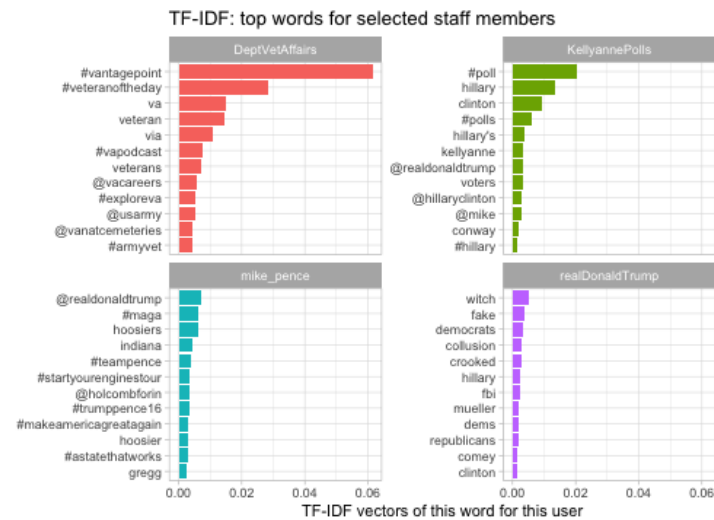 TF-IDF: top words for selected staff members
DeptVetAffairs
#vantagepoint
#veteranoftheday
va
veteran
via
#vapodcast
veterans
@vacareers
#exploreva
@usarmy
@vanatcemeteries
#armyvet
KellyannePolls
#poll
hillary
clinton
#polls
hillary's
kellyanne
@realdonaldtrump
voters
@hillaryclinton
@mike
conway
#hillary
mike_pence
@realdonaldtrump
#maga
hoosiers
indiana
#teampence
#startyourenginestour
@holcombforin
#trumppence16
#makeamericagreatagain
hoosier
#astatethatworks
gregg
0.00 0.02 0.04 0.06
realDonaldTrump
witch
fake
democrats
collusion
crooked
hillary
fbi
mueller
dems
republicans
comey
clinton
0.00 0.02 0.04 0.06
TF-IDF vectors of this word for this user